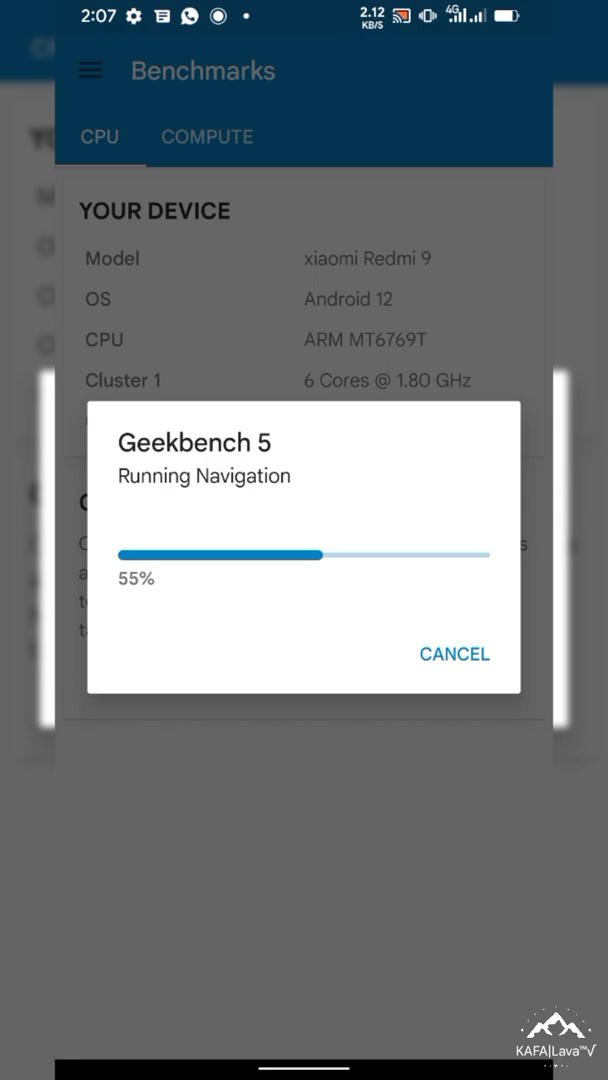 2:07 2.12 KB/S 4G
Benchmarks
CPU COMPUTE
YOUR DEVICE
Model xiaomi Redmi 9
OS Android 12
CPU ARM MT6769T
Cluster 1 6 Cores @ 1.80 GHz
Geekbench 5
Running Navigation
55%
CANCEL
KAFA|Lava™√